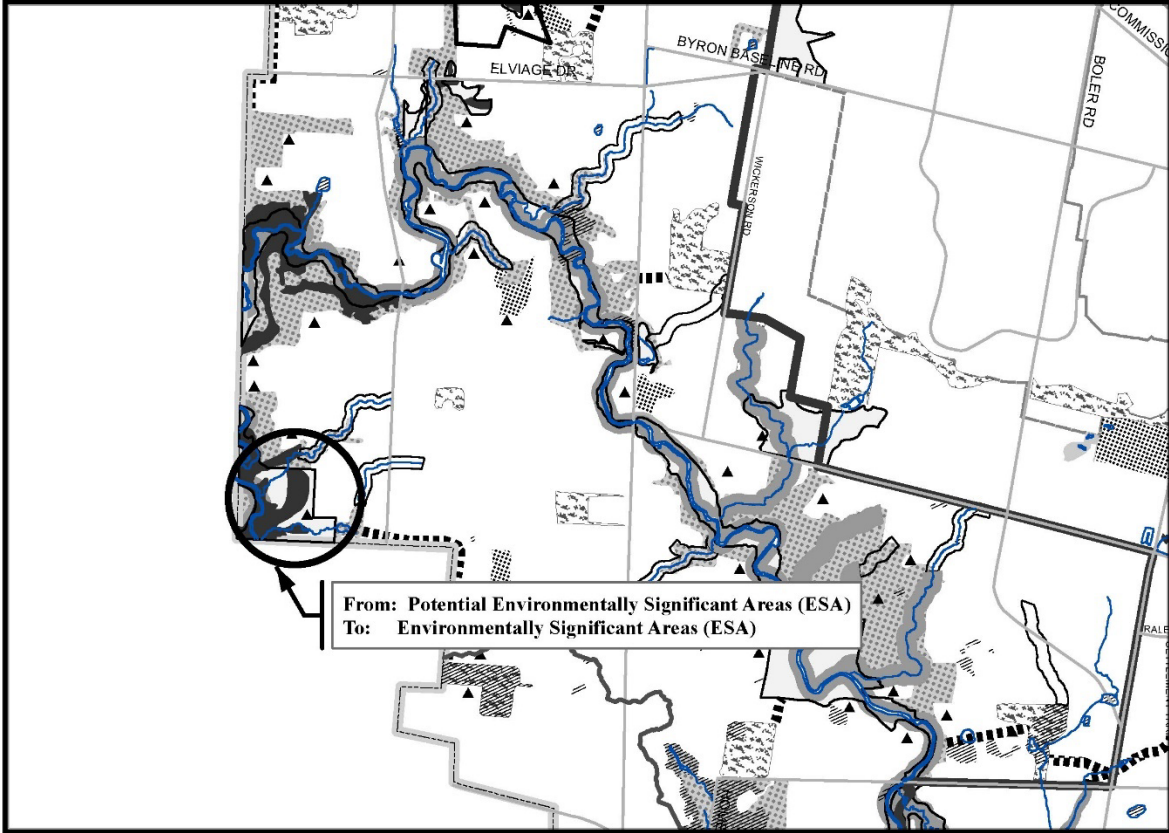 COMMISSI
BYRON BASELINE RD
ELVIAGE DR
BOLER RD
WICKERSON RD
From: Potential Environmentally Significant Areas (ESA)
To: Environmentally Significant Areas (ESA)
RALE